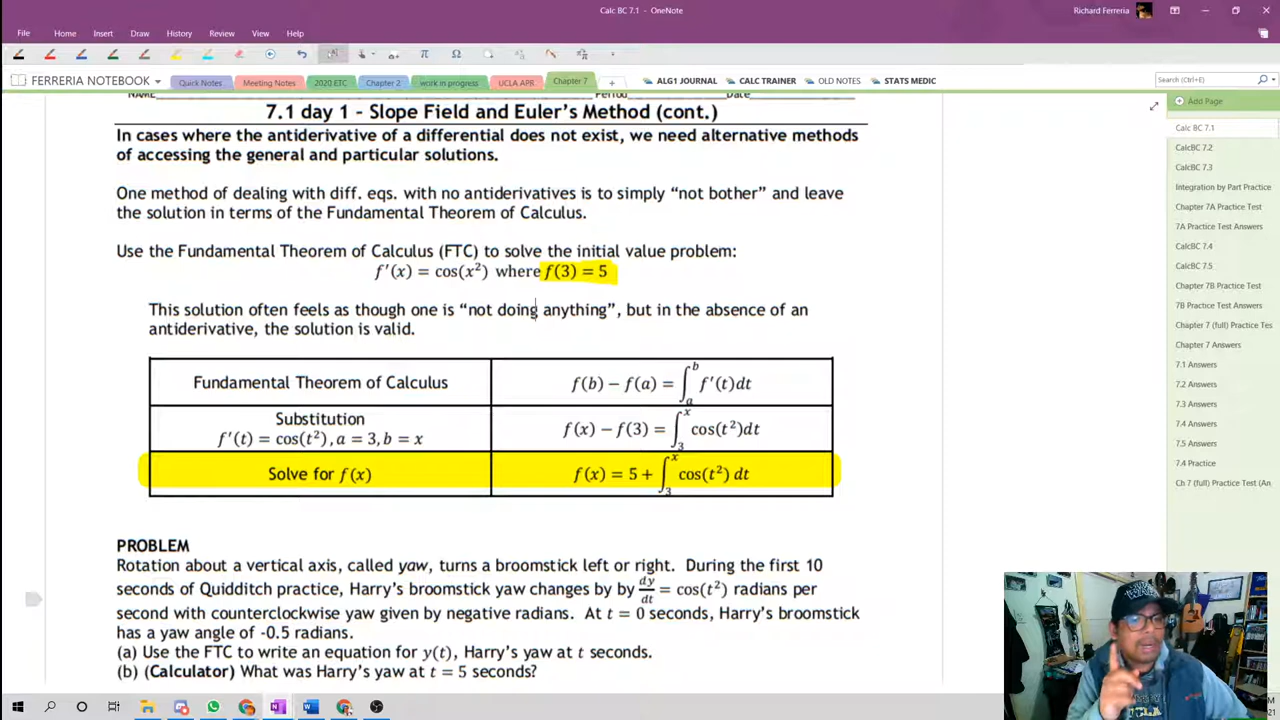 Calc BC 7.1 - OneNote
Richard Ferreria
File Home Insert Draw History Review View Help
FERRERIA NOTEBOOK
Quick Notes Meeting Notes 2020 ETC Chapter 2 work in progress UCLA APR Chapter 7
ALG1 JOURNAL CALC TRAINER OLD NOTES STATS MEDIC
Search (Ctrl+E)
NAME Period Date
7.1 day 1 - Slope Field and Euler's Method (cont.)
In cases where the antiderivative of a differential does not exist, we need alternative methods
of accessing the general and particular solutions.
One method of dealing with diff. eqs. with no antiderivatives is to simply "not bother" and leave
the solution in terms of the Fundamental Theorem of Calculus.
Use the Fundamental Theorem of Calculus (FTC) to solve the initial value problem:
f′(x) = cos(x²) where f(3) = 5
This solution often feels as though one is "not doing anything", but in the absence of an
antiderivative, the solution is valid.
Fundamental Theorem of Calculus f(b) − f(a) = ∫ₐᵇ f′(t)dt
Substitution
f′(t) = cos(t²), a = 3, b = x f(x) − f(3) = ∫₃ˣ cos(t²)dt
Solve for f(x) f(x) = 5 + ∫₃ˣ cos(t²) dt
PROBLEM
Rotation about a vertical axis, called yaw, turns a broomstick left or right. During the first 10
seconds of Quidditch practice, Harry's broomstick yaw changes by by dy/dt = cos(t²) radians per
second with counterclockwise yaw given by negative radians. At t = 0 seconds, Harry's broomstick
has a yaw angle of -0.5 radians.
(a) Use the FTC to write an equation for y(t), Harry's yaw at t seconds.
(b) (Calculator) What was Harry's yaw at t = 5 seconds?
Add Page
Calc BC 7.1
CalcBC 7.2
CalcBC 7.3
Integration by Part Practice
Chapter 7A Practice Test
7A Practice Test Answers
CalcBC 7.4
CalcBC 7.5
Chapter 7B Practice Test
7B Practice Test Answers
Chapter 7 (full) Practice Tes
Chapter 7 Answers
7.1 Answers
7.2 Answers
7.3 Answers
7.4 Answers
7.5 Answers
7.4 Practice
Ch 7 (full) Practice Test (An